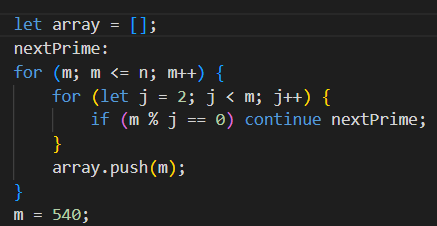 let array = [];
nextPrime:
for (m; m <= n; m++) {
    for (let j = 2; j < m; j++) {
        if (m % j == 0) continue nextPrime;
    }
    array.push(m);
}
m = 540;